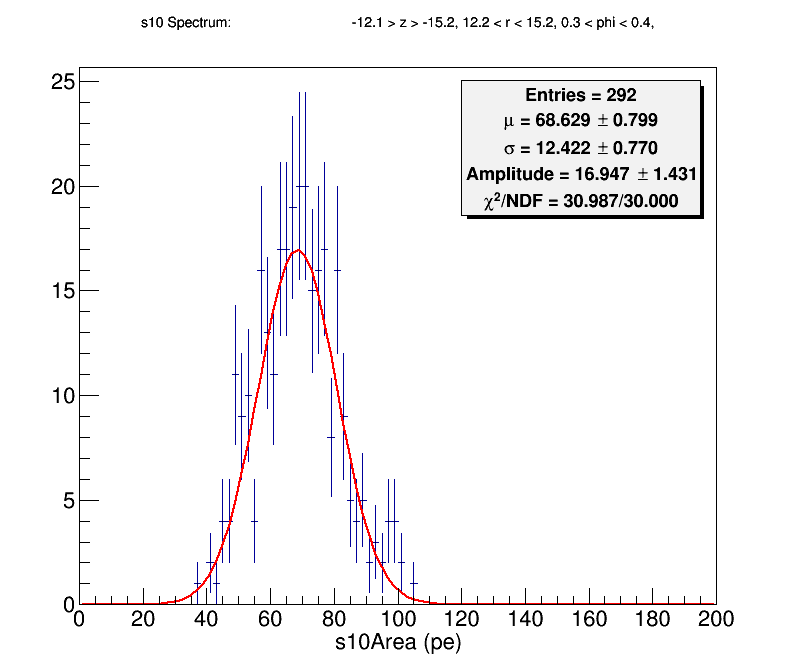 s10 Spectrum: -12.1 > z > -15.2, 12.2 < r < 15.2, 0.3 < phi < 0.4,
Entries = 292
μ = 68.629 ± 0.799
σ = 12.422 ± 0.770
Amplitude = 16.947 ± 1.431
χ²/NDF = 30.987/30.000
25
20
15
10
5
0
0 20 40 60 80 100 120 140 160 180 200
s10Area (pe)